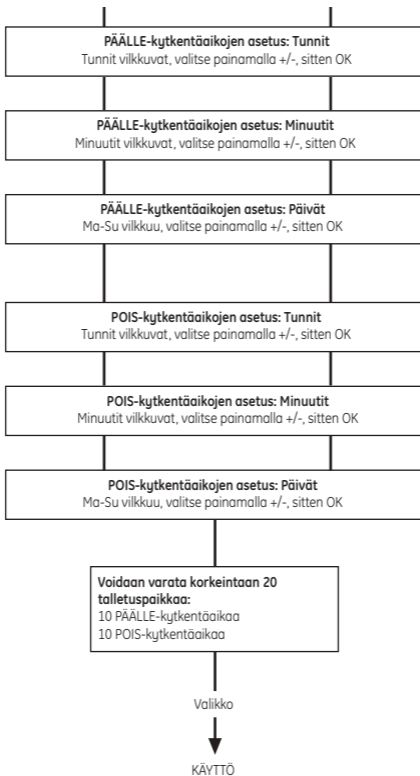 PÄÄLLE-kytkentäaikojen asetus: Tunnit
Tunnit vilkkuvat, valitse painamalla +/-, sitten OK
PÄÄLLE-kytkentäaikojen asetus: Minuutit
Minuutit vilkkuvat, valitse painamalla +/-, sitten OK
PÄÄLLE-kytkentäaikojen asetus: Päivät
Ma-Su vilkkuu, valitse painamalla +/-, sitten OK
POIS-kytkentäaikojen asetus: Tunnit
Tunnit vilkkuvat, valitse painamalla +/-, sitten OK
POIS-kytkentäaikojen asetus: Minuutit
Minuutit vilkkuvat, valitse painamalla +/-, sitten OK
POIS-kytkentäaikojen asetus: Päivät
Ma-Su vilkkuu, valitse painamalla +/-, sitten OK
Voidaan varata korkeintaan 20
talletuspaikkaa:
10 PÄÄLLE-kytkentäaikaa
10 POIS-kytkentäaikaa
Valikko
KÄYTTÖ